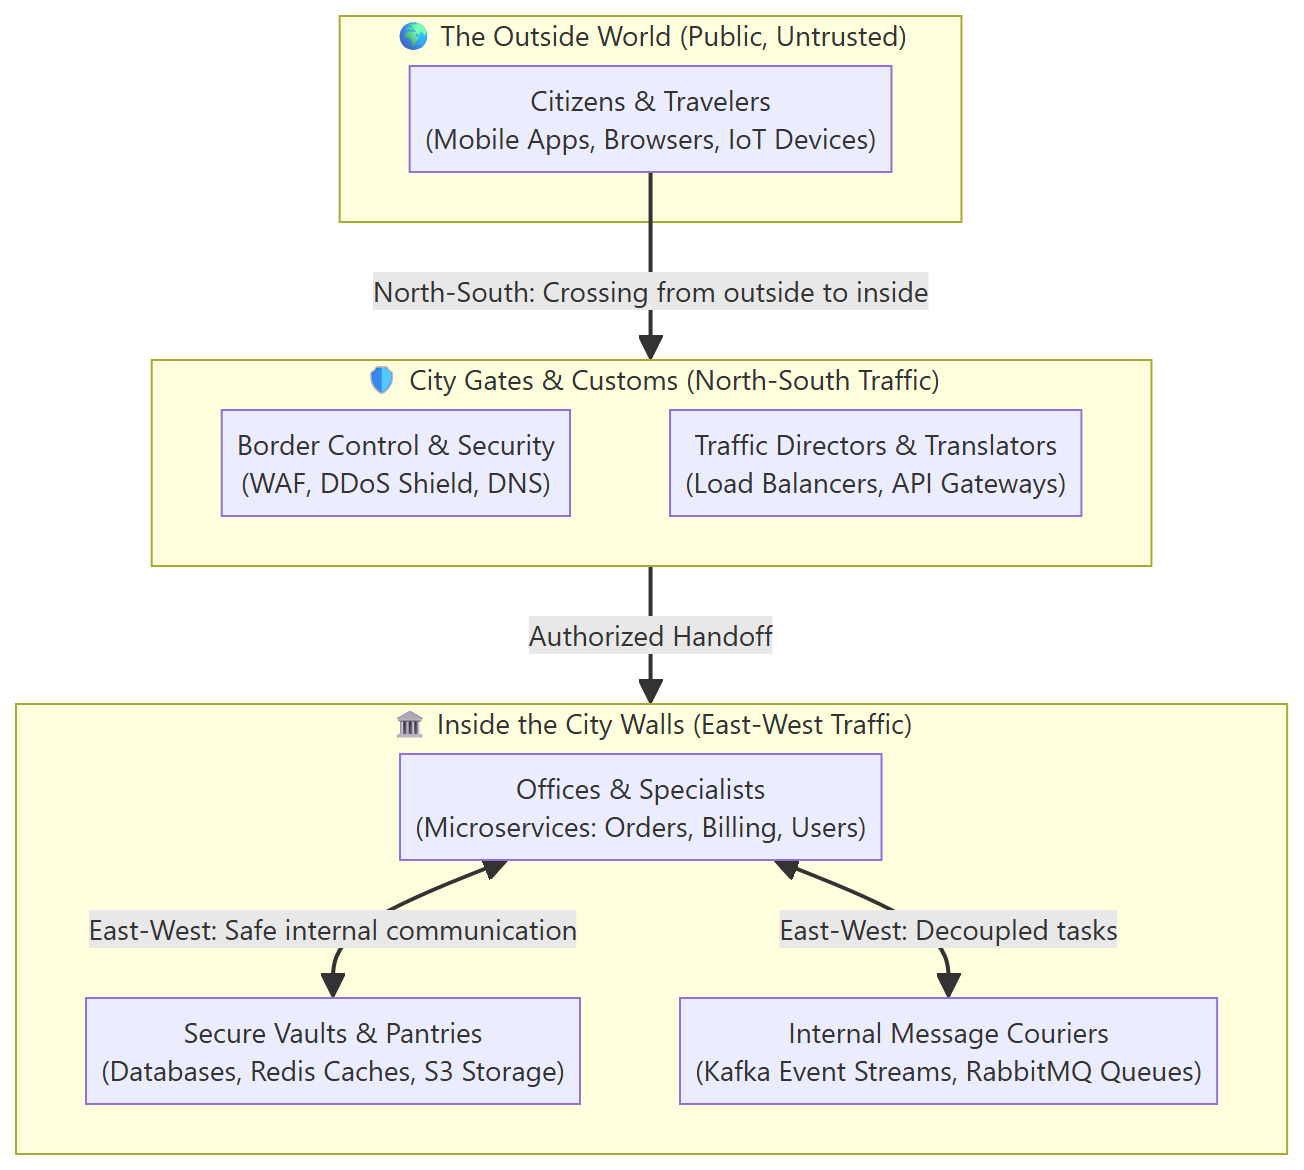 🌍 The Outside World (Public, Untrusted)
Citizens & Travelers
(Mobile Apps, Browsers, IoT Devices)
North-South: Crossing from outside to inside
🛡️ City Gates & Customs (North-South Traffic)
Border Control & Security
(WAF, DDoS Shield, DNS)
Traffic Directors & Translators
(Load Balancers, API Gateways)
Authorized Handoff
🏛️ Inside the City Walls (East-West Traffic)
Offices & Specialists
(Microservices: Orders, Billing, Users)
East-West: Safe internal communication
East-West: Decoupled tasks
Secure Vaults & Pantries
(Databases, Redis Caches, S3 Storage)
Internal Message Couriers
(Kafka Event Streams, RabbitMQ Queues)